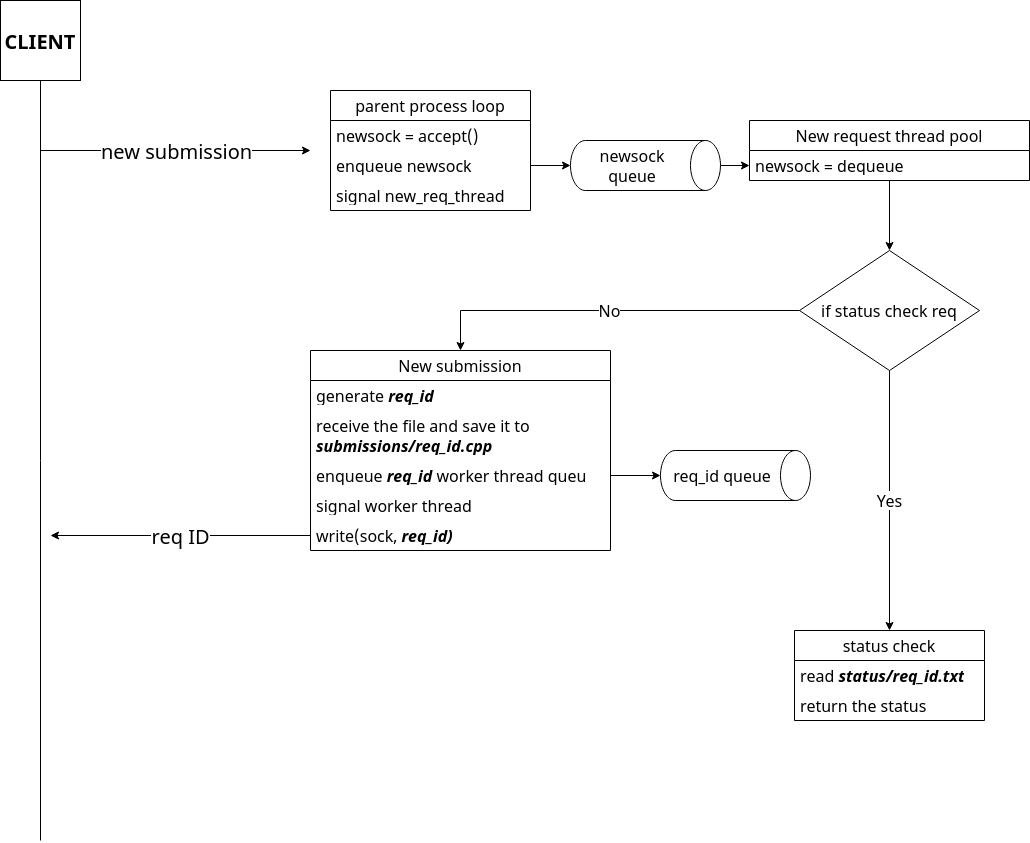 CLIENT
new submission
parent process loop
newsock = accept()
enqueue newsock
signal new_req_thread
newsock
queue
New request thread pool
newsock = dequeue
if status check req
No
Yes
New submission
generate req_id
receive the file and save it to
submissions/req_id.cpp
enqueue req_id worker thread queu
signal worker thread
write(sock, req_id)
req_id queue
req ID
status check
read status/req_id.txt
return the status